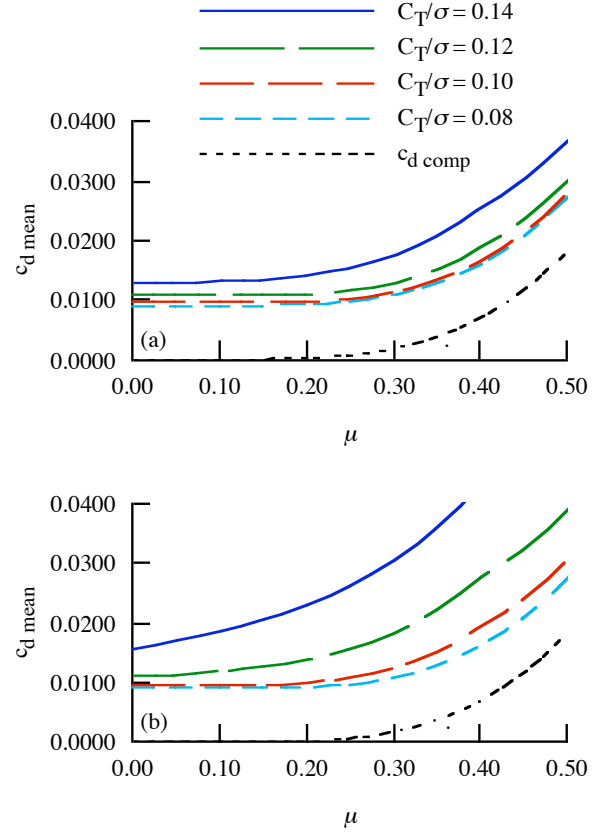 C_T/σ = 0.14
C_T/σ = 0.12
C_T/σ = 0.10
C_T/σ = 0.08
c_d comp
0.0400
0.0300
0.0200
0.0100
0.0000
c_d mean
(a)
0.00 0.10 0.20 0.30 0.40 0.50
μ
0.0400
0.0300
0.0200
0.0100
0.0000
c_d mean
(b)
0.00 0.10 0.20 0.30 0.40 0.50
μ